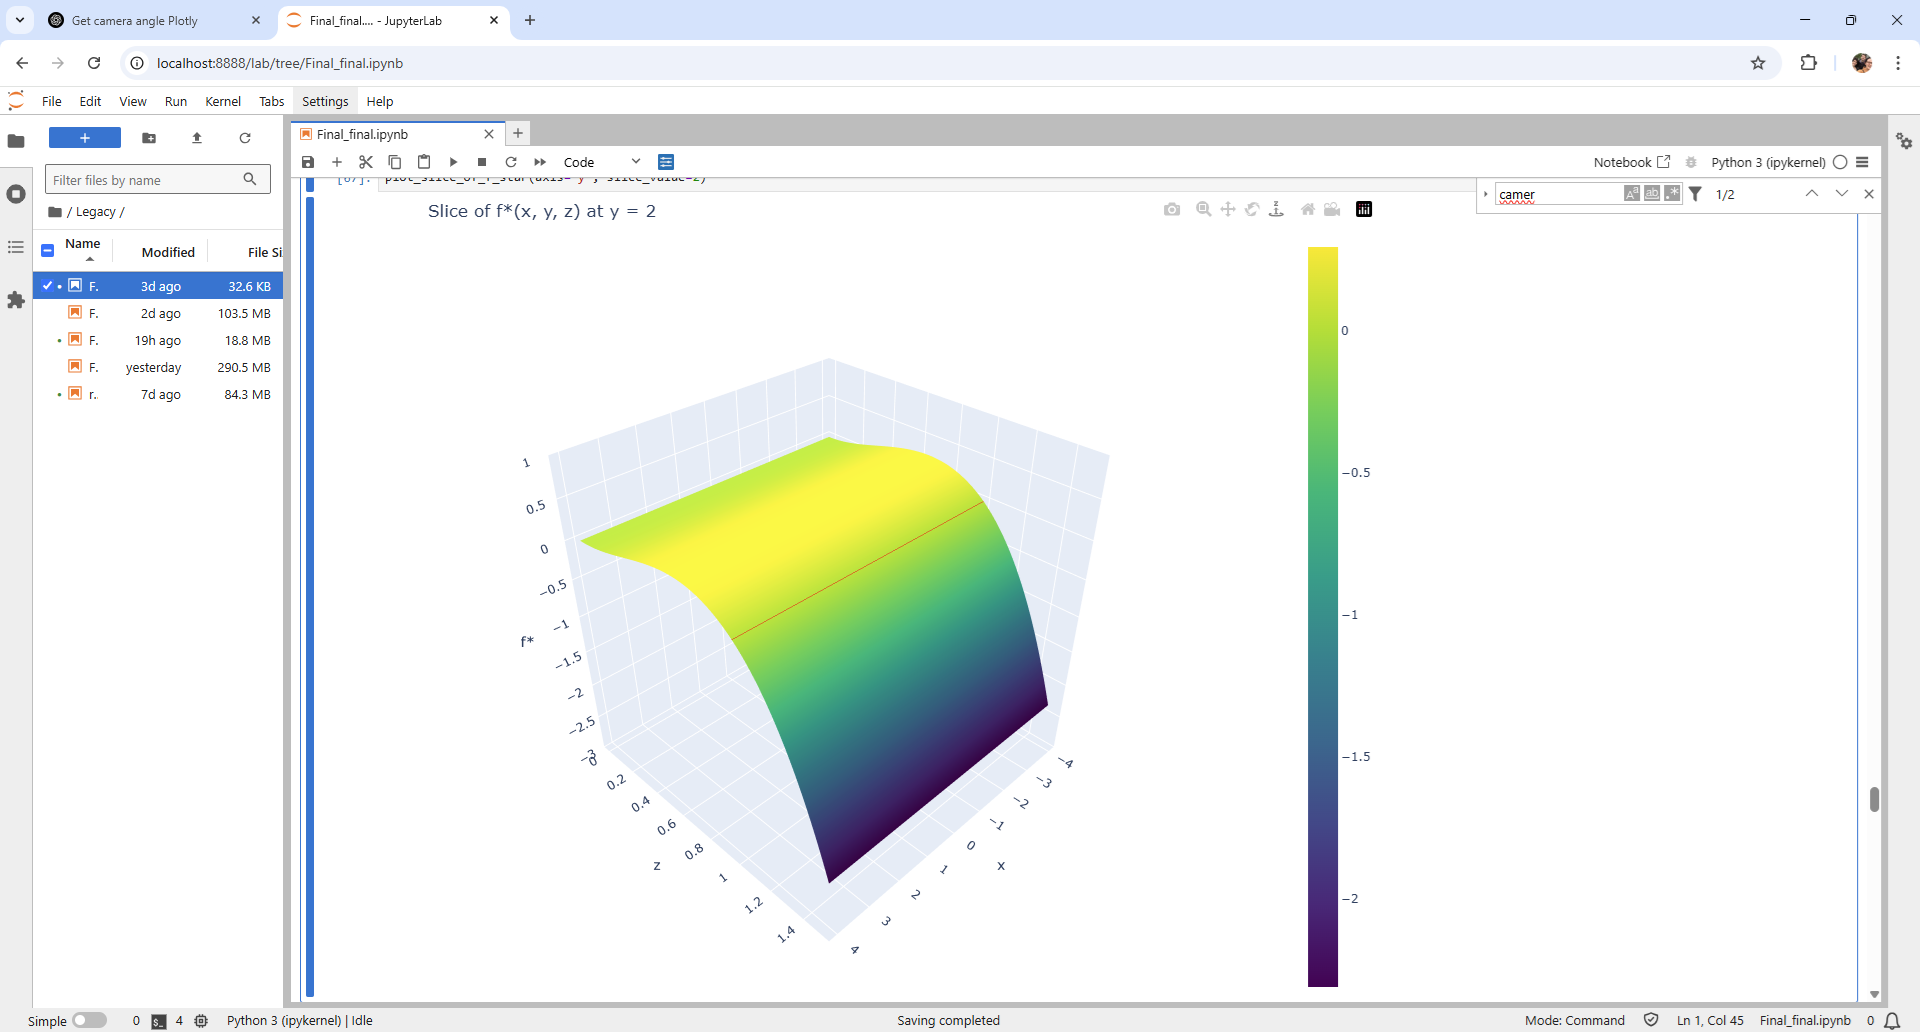 Get camera angle Plotly
Final_final.... - JupyterLab
localhost:8888/lab/tree/Final_final.ipynb
File Edit View Run Kernel Tabs Settings Help
Final_final.ipynb
Code
Notebook
Python 3 (ipykernel)
Filter files by name
/ Legacy /
Name Modified File Si
F. 3d ago 32.6 KB
F. 2d ago 103.5 MB
F. 19h ago 18.8 MB
F. yesterday 290.5 MB
r. 7d ago 84.3 MB
camer
1/2
Slice of f*(x, y, z) at y = 2
1
0.5
0
−0.5
−1
−1.5
−2
−2.5
−3
f*
0
0.2
0.4
0.6
0.8
1
1.2
1.4
z
−4
−3
−2
−1
0
1
2
3
4
x
0
−0.5
−1
−1.5
−2
Simple 0 4 Python 3 (ipykernel) | Idle
Saving completed
Mode: Command Ln 1, Col 45 Final_final.ipynb 0